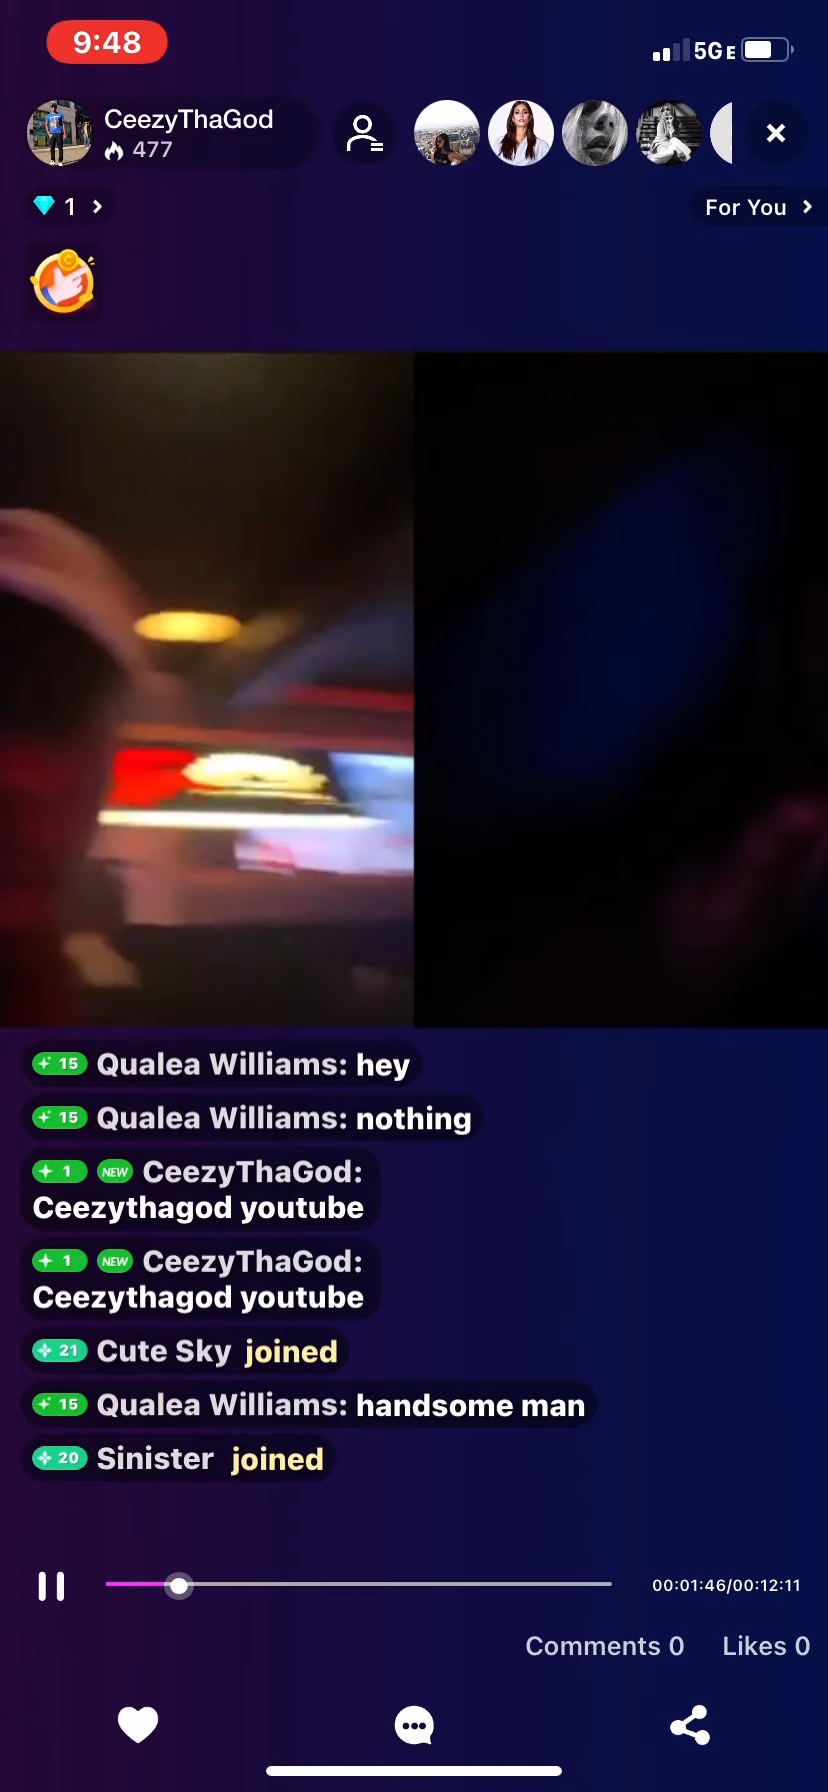 9:48
5GE
CeezyThaGod
477
1
For You
15 Qualea Williams: hey
15 Qualea Williams: nothing
1 NEW CeezyThaGod:
Ceezythagod youtube
1 NEW CeezyThaGod:
Ceezythagod youtube
21 Cute Sky joined
15 Qualea Williams: handsome man
20 Sinister joined
00:01:46/00:12:11
Comments 0 Likes 0